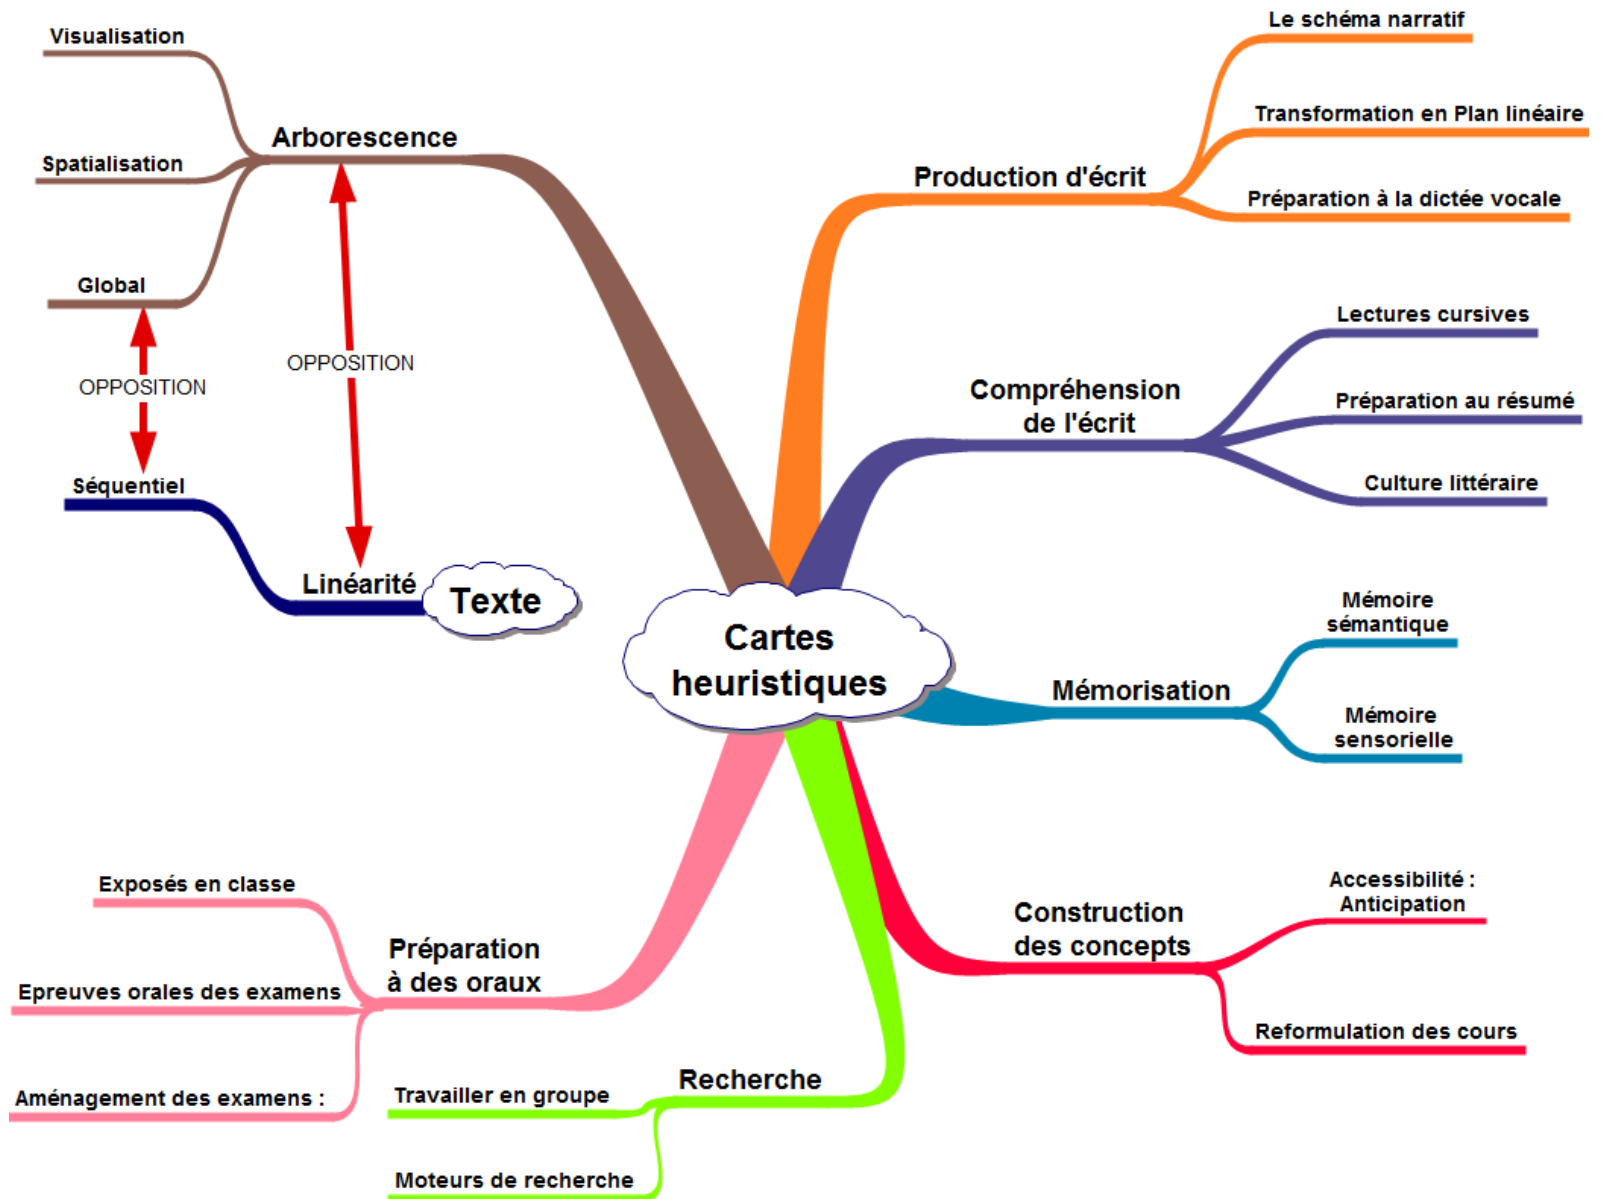 Cartes
heuristiques
Arborescence
Visualisation
Spatialisation
Global
OPPOSITION
OPPOSITION
Séquentiel
Linéarité
Texte
Production d'écrit
Le schéma narratif
Transformation en Plan linéaire
Préparation à la dictée vocale
Compréhension
de l'écrit
Lectures cursives
Préparation au résumé
Culture littéraire
Mémorisation
Mémoire
sémantique
Mémoire
sensorielle
Construction
des concepts
Accessibilité :
Anticipation
Reformulation des cours
Recherche
Travailler en groupe
Moteurs de recherche
Préparation
à des oraux
Exposés en classe
Epreuves orales des examens
Aménagement des examens :